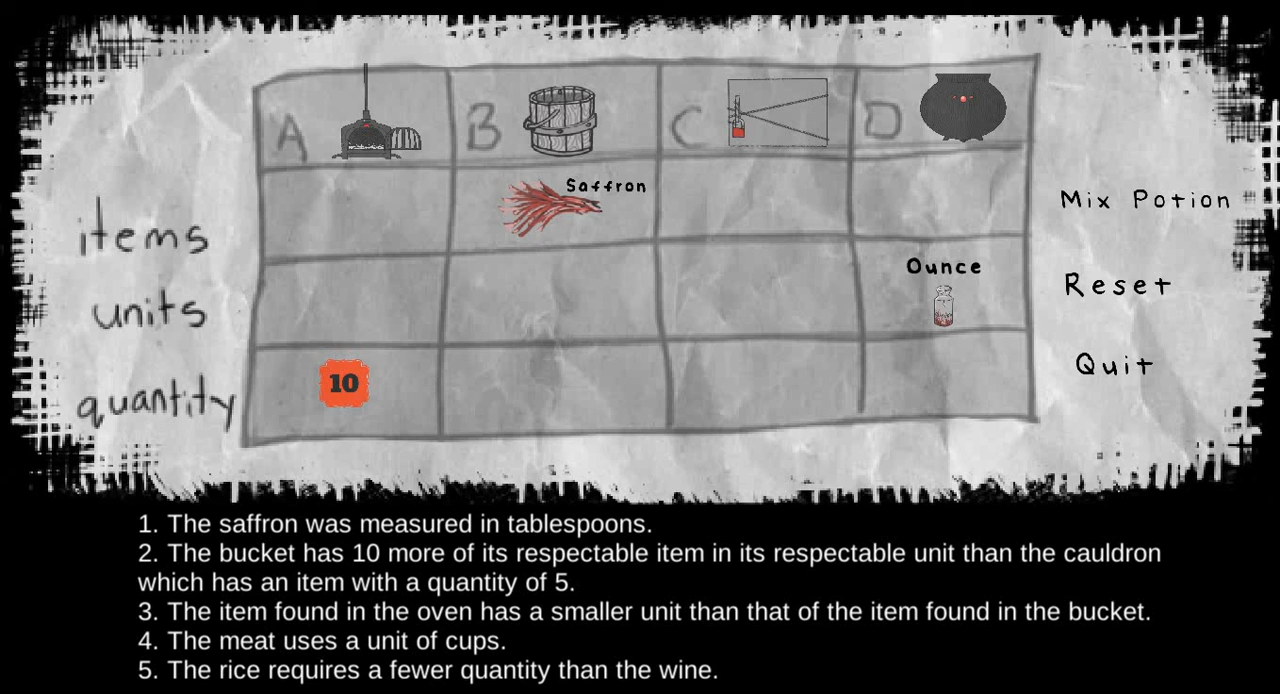 A B C D
Saffron
items
Mix Potion
Ounce
units
Reset
10
quantity
Quit
1. The saffron was measured in tablespoons.
2. The bucket has 10 more of its respectable item in its respectable unit than the cauldron
which has an item with a quantity of 5.
3. The item found in the oven has a smaller unit than that of the item found in the bucket.
4. The meat uses a unit of cups.
5. The rice requires a fewer quantity than the wine.